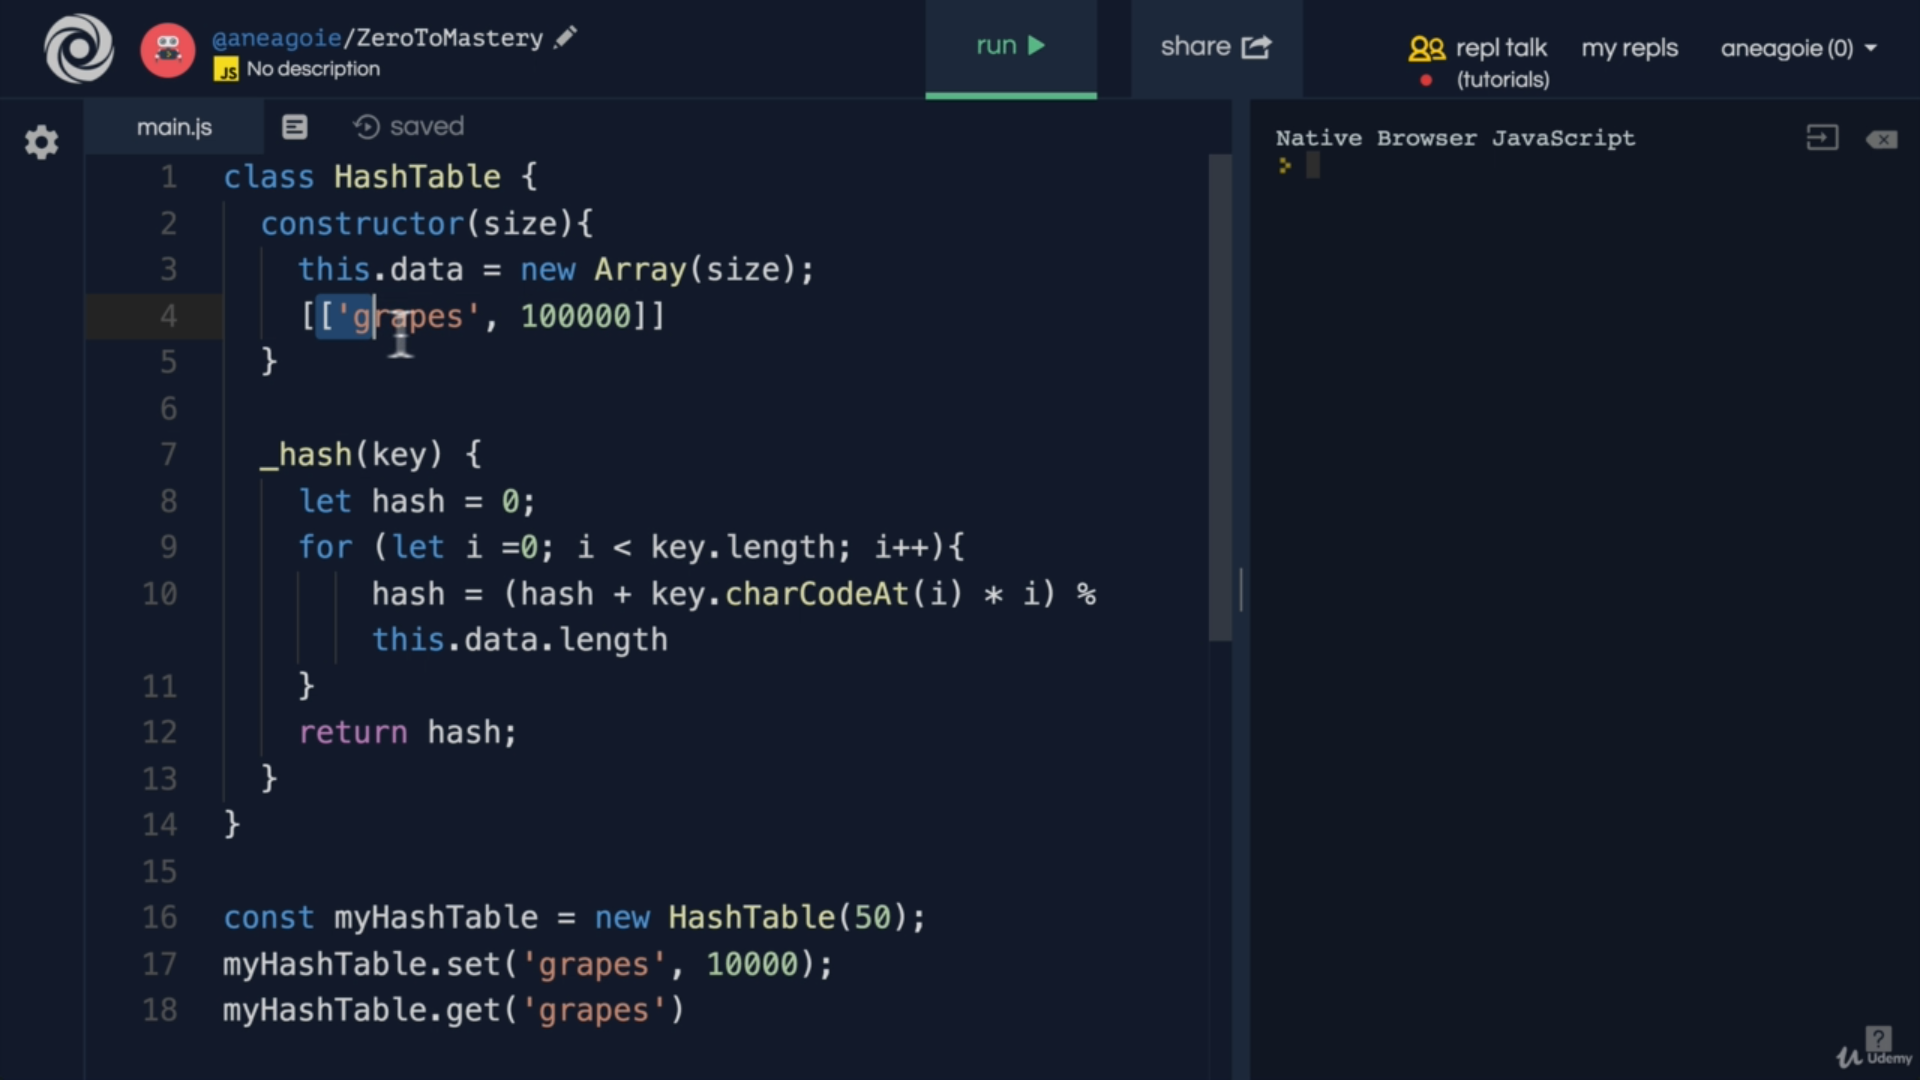 @aneagoie/ZeroToMastery
JS No description
run
share
repl talk
(tutorials)
my repls
aneagoie (0)
main.js
saved
1 class HashTable {
2 constructor(size){
3 this.data = new Array(size);
4 [['grapes', 100000]]
5 }
6
7 _hash(key) {
8 let hash = 0;
9 for (let i =0; i < key.length; i++){
10 hash = (hash + key.charCodeAt(i) * i) %
this.data.length
11 }
12 return hash;
13 }
14 }
15
16 const myHashTable = new HashTable(50);
17 myHashTable.set('grapes', 10000);
18 myHashTable.get('grapes')
Native Browser JavaScript
?
Udemy